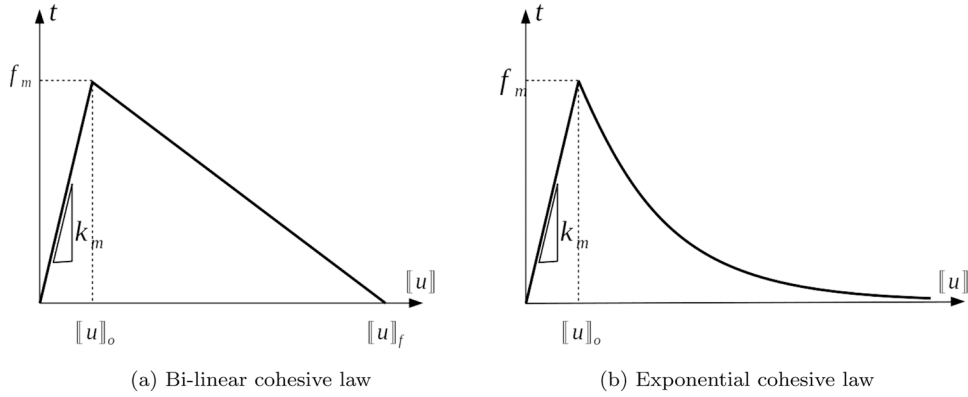 t
f m
k m
⟦u⟧
⟦u⟧o
⟦u⟧f
(a) Bi-linear cohesive law
t
f m
k m
⟦u⟧
⟦u⟧o
(b) Exponential cohesive law